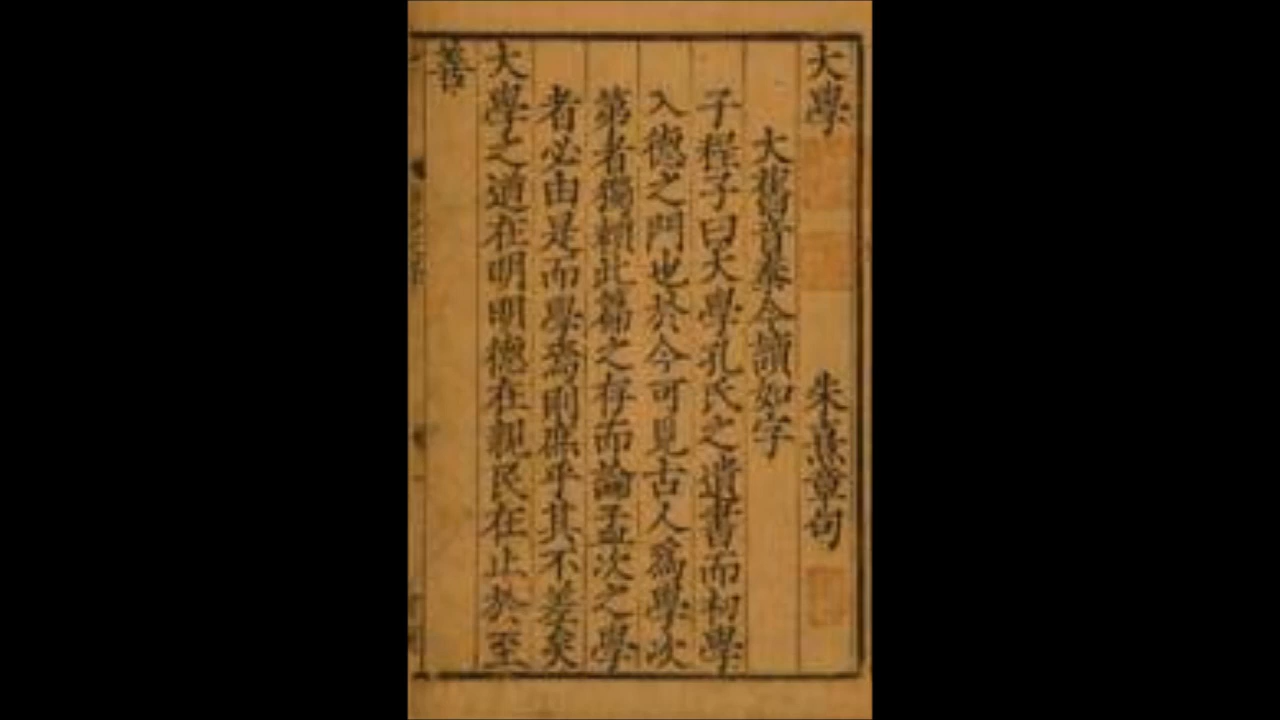 大學 朱熹章句
大舊音泰今讀如字
子程子曰大學孔氏之遺書而初學
入德之門也於今可見古人爲學次
第者獨頼此篇之存而論孟次之學
者必由是而學焉則庶乎其不差矣
大學之道在明明德在親民在止於至
善